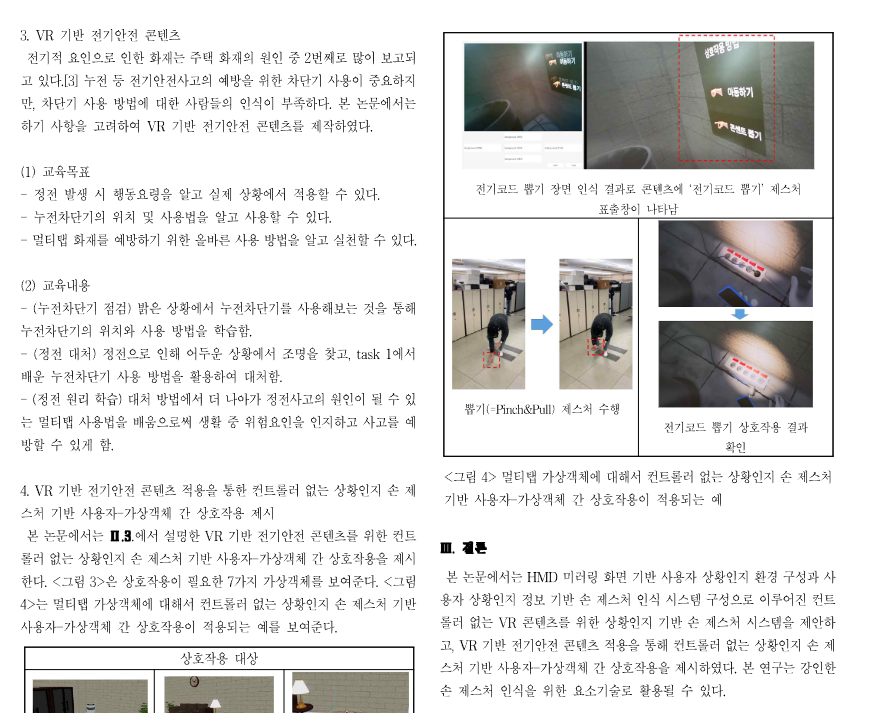 3. VR 기반 전기안전 콘텐츠
전기적 요인으로 인한 화재는 주택 화재의 원인 중 2번째로 많이 보고되
고 있다.[3] 누전 등 전기안전사고의 예방을 위한 차단기 사용이 중요하지
만, 차단기 사용 방법에 대한 사람들의 인식이 부족하다. 본 논문에서는
하기 사항을 고려하여 VR 기반 전기안전 콘텐츠를 제작하였다.
(1) 교육목표
- 정전 발생 시 행동요령을 알고 실제 상황에서 적용할 수 있다.
- 누전차단기의 위치 및 사용법을 알고 사용할 수 있다.
- 멀티탭 화재를 예방하기 위한 올바른 사용 방법을 알고 실천할 수 있다.
(2) 교육내용
- (누전차단기 점검) 밝은 상황에서 누전차단기를 사용해보는 것을 통해
누전차단기의 위치와 사용 방법을 학습함.
- (정전 대처) 정전으로 인해 어두운 상황에서 조명을 찾고, task 1에서
배운 누전차단기 사용 방법을 활용하여 대처함.
- (정전 원리 학습) 대처 방법에서 더 나아가 정전사고의 원인이 될 수 있
는 멀티탭 사용법을 배움으로써 생활 중 위험요인을 인지하고 사고를 예
방할 수 있게 함.
4. VR 기반 전기안전 콘텐츠 적용을 통한 컨트롤러 없는 상황인지 손 제
스처 기반 사용자-가상객체 간 상호작용 제시
본 논문에서는 Ⅱ.3.에서 설명한 VR 기반 전기안전 콘텐츠를 위한 컨트
롤러 없는 상황인지 손 제스처 기반 사용자-가상객체 간 상호작용을 제시
한다. <그림 3>은 상호작용이 필요한 7가지 가상객체를 보여준다. <그림
4>는 멀티탭 가상객체에 대해서 컨트롤러 없는 상황인지 손 제스처 기반
사용자-가상객체 간 상호작용이 적용되는 예를 보여준다.
상호작용 대상
이동하기
콘센트 뽑기
전기코드 뽑기 장면 인식 결과로 콘텐츠에 '전기코드 뽑기' 제스처
표출창이 나타남
뽑기(=Pinch&Pull) 제스처 수행
전기코드 뽑기 상호작용 결과
확인
<그림 4> 멀티탭 가상객체에 대해서 컨트롤러 없는 상황인지 손 제스처
기반 사용자-가상객체 간 상호작용이 적용되는 예
Ⅲ. 결론
본 논문에서는 HMD 미러링 화면 기반 사용자 상황인지 환경 구성과 사
용자 상황인지 정보 기반 손 제스처 인식 시스템 구성으로 이루어진 컨트
롤러 없는 VR 콘텐츠를 위한 상황인지 기반 손 제스처 시스템을 제안하
고, VR 기반 전기안전 콘텐츠 적용을 통해 컨트롤러 없는 상황인지 손 제
스처 기반 사용자-가상객체 간 상호작용을 제시하였다. 본 연구는 강인한
손 제스처 인식을 위한 요소기술로 활용될 수 있다.